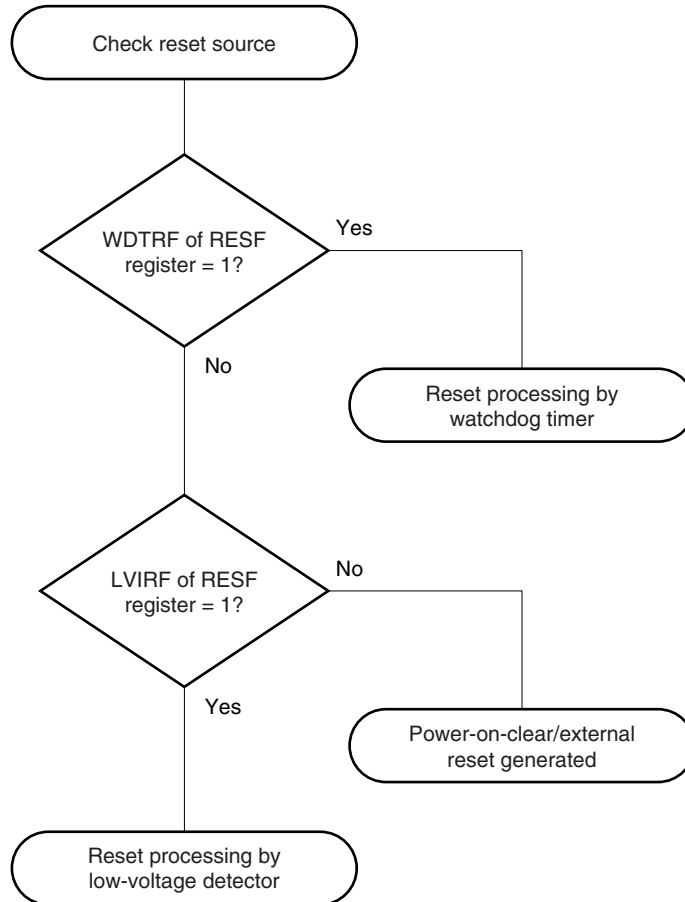 Check reset source
WDTRF of RESF
register = 1?
Yes
No
Reset processing by
watchdog timer
LVIRF of RESF
register = 1?
No
Yes
Power-on-clear/external
reset generated
Reset processing by
low-voltage detector